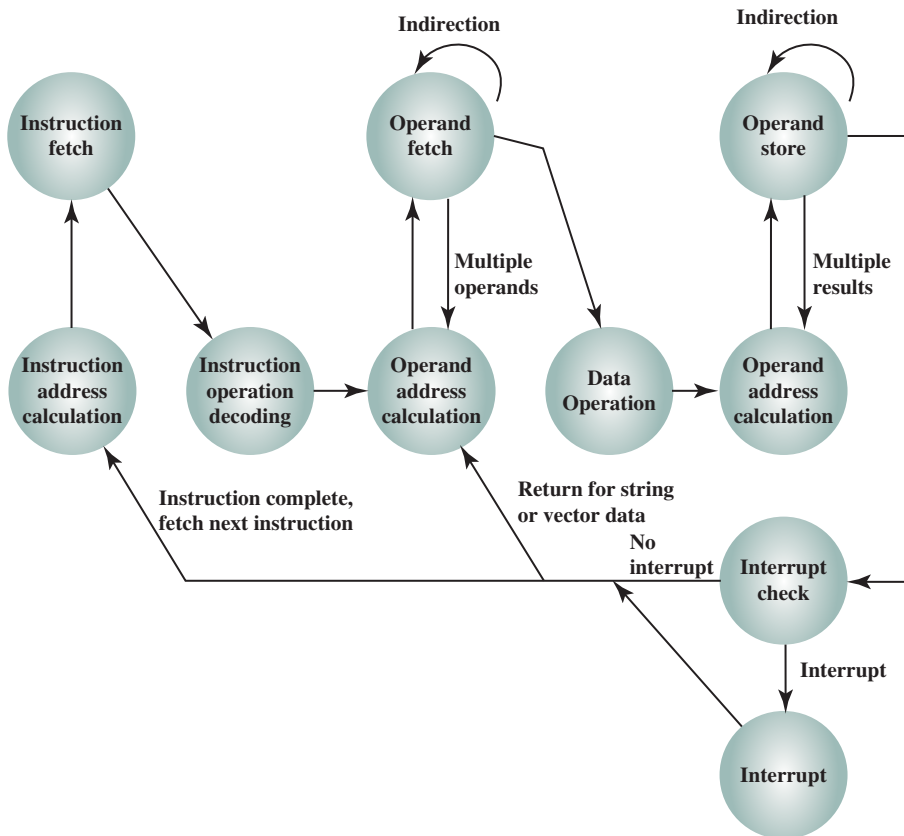 Indirection
Indirection
Instruction
fetch
Operand
fetch
Operand
store
Multiple
operands
Multiple
results
Instruction
address
calculation
Instruction
operation
decoding
Operand
address
calculation
Data
Operation
Operand
address
calculation
Instruction complete,
fetch next instruction
Return for string
or vector data
No
interrupt
Interrupt
check
Interrupt
Interrupt